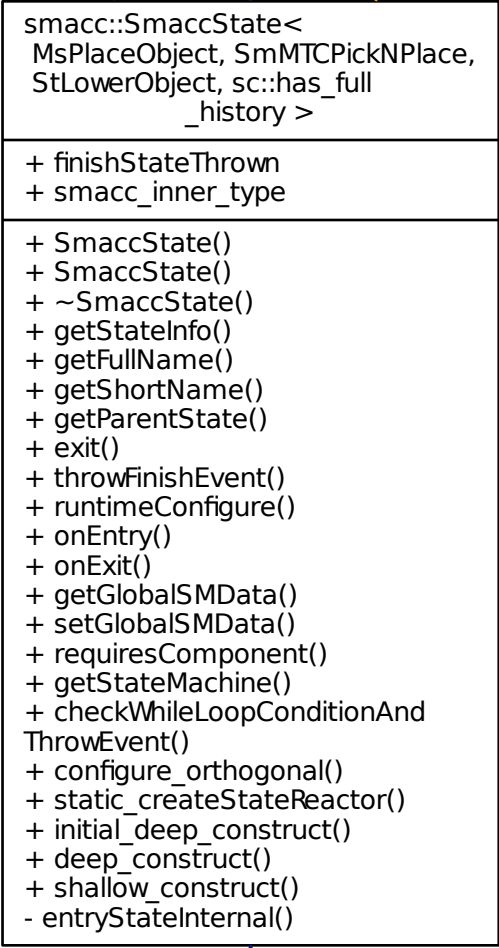 smacc::SmaccState<
MsPlaceObject, SmMTCPickNPlace,
StLowerObject, sc::has_full
_history >
+ finishStateThrown
+ smacc_inner_type
+ SmaccState()
+ SmaccState()
+ ~SmaccState()
+ getStateInfo()
+ getFullName()
+ getShortName()
+ getParentState()
+ exit()
+ throwFinishEvent()
+ runtimeConfigure()
+ onEntry()
+ onExit()
+ getGlobalSMData()
+ setGlobalSMData()
+ requiresComponent()
+ getStateMachine()
+ checkWhileLoopConditionAnd
ThrowEvent()
+ configure_orthogonal()
+ static_createStateReactor()
+ initial_deep_construct()
+ deep_construct()
+ shallow_construct()
- entryStateInternal()